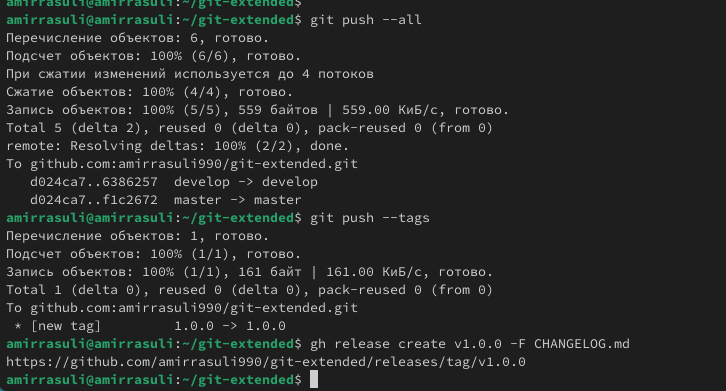 amirrasuli@amirrasuli:~/git-extended$
amirrasuli@amirrasuli:~/git-extended$ git push --all
Перечисление объектов: 6, готово.
Подсчет объектов: 100% (6/6), готово.
При сжатии изменений используется до 4 потоков
Сжатие объектов: 100% (4/4), готово.
Запись объектов: 100% (5/5), 559 байтов | 559.00 КиБ/с, готово.
Total 5 (delta 2), reused 0 (delta 0), pack-reused 0 (from 0)
remote: Resolving deltas: 100% (2/2), done.
To github.com:amirrasuli990/git-extended.git
   d024ca7..6386257  develop -> develop
   d024ca7..f1c2672  master -> master
amirrasuli@amirrasuli:~/git-extended$ git push --tags
Перечисление объектов: 1, готово.
Подсчет объектов: 100% (1/1), готово.
Запись объектов: 100% (1/1), 161 байт | 161.00 КиБ/с, готово.
Total 1 (delta 0), reused 0 (delta 0), pack-reused 0 (from 0)
To github.com:amirrasuli990/git-extended.git
 * [new tag]         1.0.0 -> 1.0.0
amirrasuli@amirrasuli:~/git-extended$ gh release create v1.0.0 -F CHANGELOG.md
https://github.com/amirrasuli990/git-extended/releases/tag/v1.0.0
amirrasuli@amirrasuli:~/git-extended$